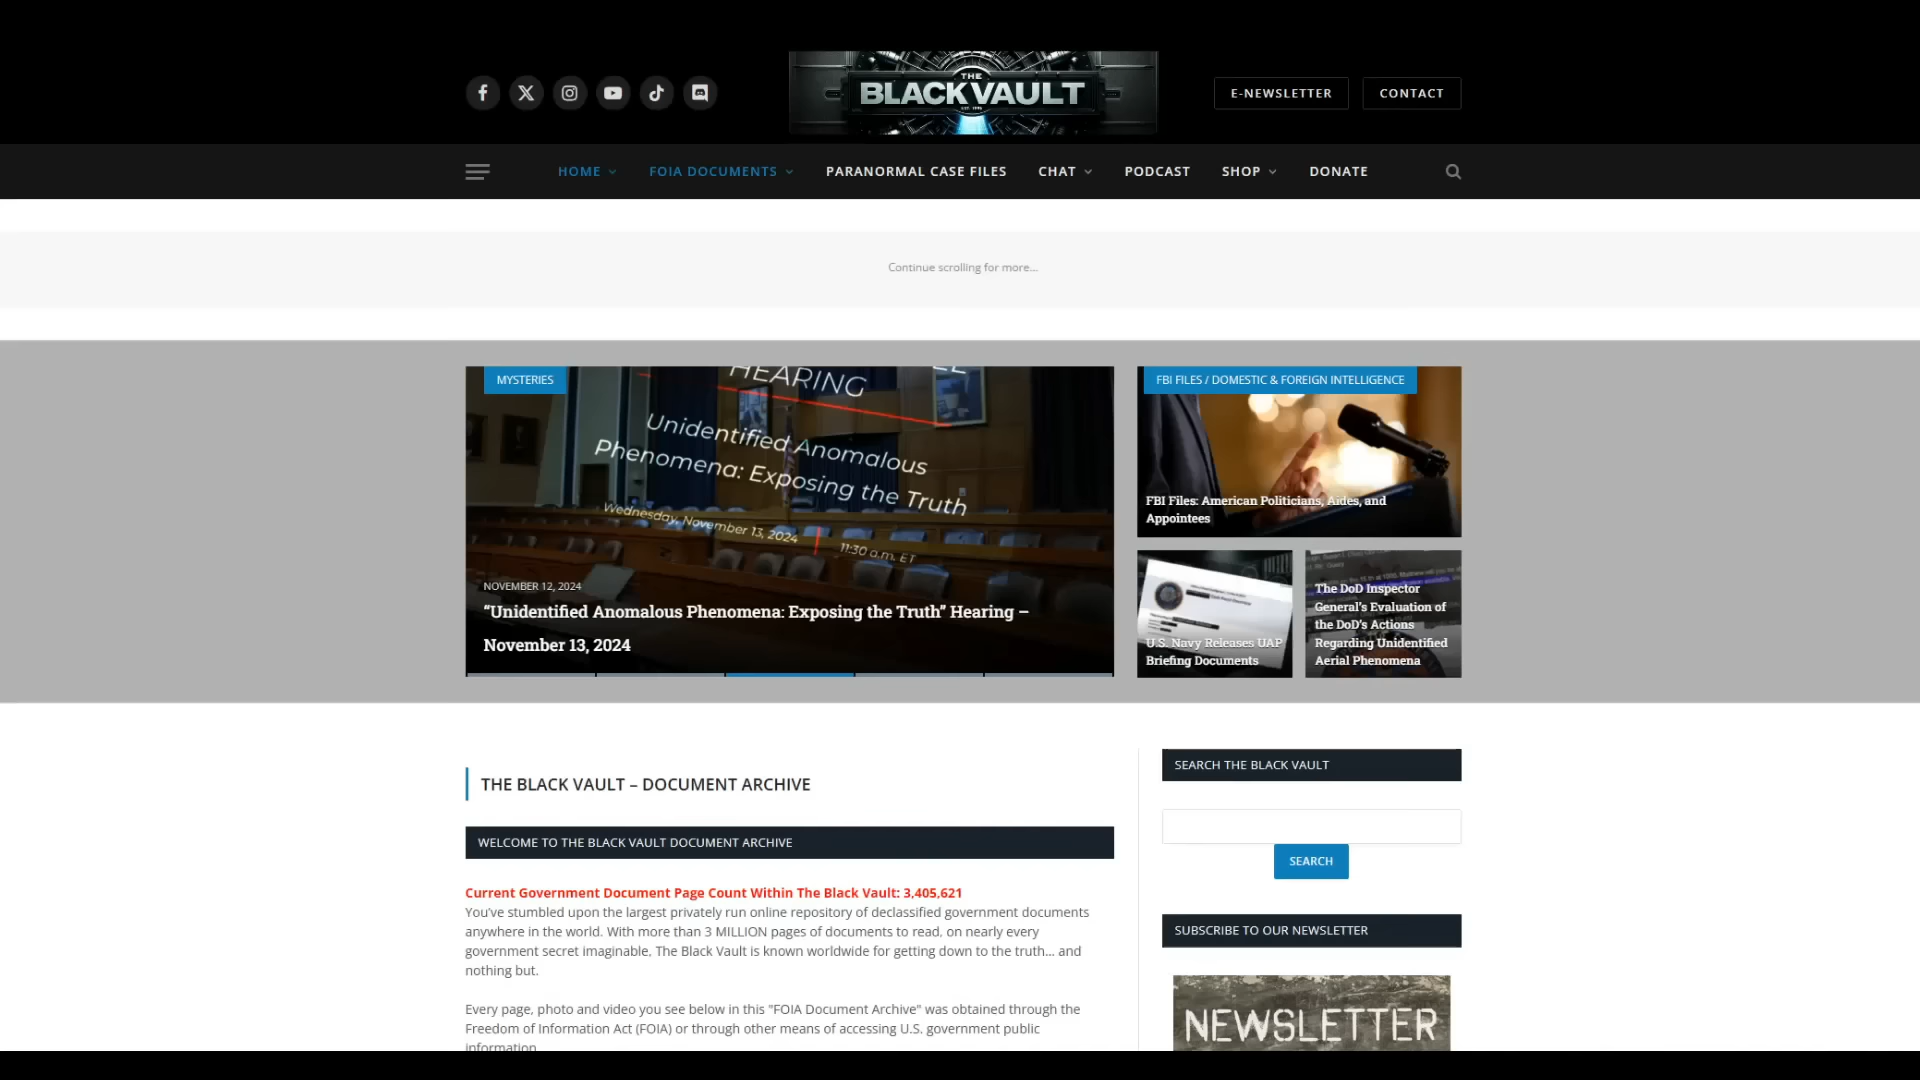 THE
BLACK VAULT
E-NEWSLETTER
CONTACT
HOME
FOIA DOCUMENTS
PARANORMAL CASE FILES
CHAT
PODCAST
SHOP
DONATE
Continue scrolling for more...
MYSTERIES
HEARING
Unidentified Anomalous
Phenomena: Exposing the Truth
Wednesday, November 13, 2024
11:30 a.m. ET
NOVEMBER 12, 2024
“Unidentified Anomalous Phenomena: Exposing the Truth” Hearing –
November 13, 2024
FBI FILES / DOMESTIC & FOREIGN INTELLIGENCE
FBI Files: American Politicians, Aides, and
Appointees
U.S. Navy Releases UAP
Briefing Documents
The DoD Inspector
General’s Evaluation of
the DoD’s Actions
Regarding Unidentified
Aerial Phenomena
THE BLACK VAULT – DOCUMENT ARCHIVE
WELCOME TO THE BLACK VAULT DOCUMENT ARCHIVE
Current Government Document Page Count Within The Black Vault: 3,405,621
You've stumbled upon the largest privately run online repository of declassified government documents
anywhere in the world. With more than 3 MILLION pages of documents to read, on nearly every
government secret imaginable, The Black Vault is known worldwide for getting down to the truth... and
nothing but.
Every page, photo and video you see below in this "FOIA Document Archive" was obtained through the
Freedom of Information Act (FOIA) or through other means of accessing U.S. government public
information
SEARCH THE BLACK VAULT
SEARCH
SUBSCRIBE TO OUR NEWSLETTER
NEWSLETTER